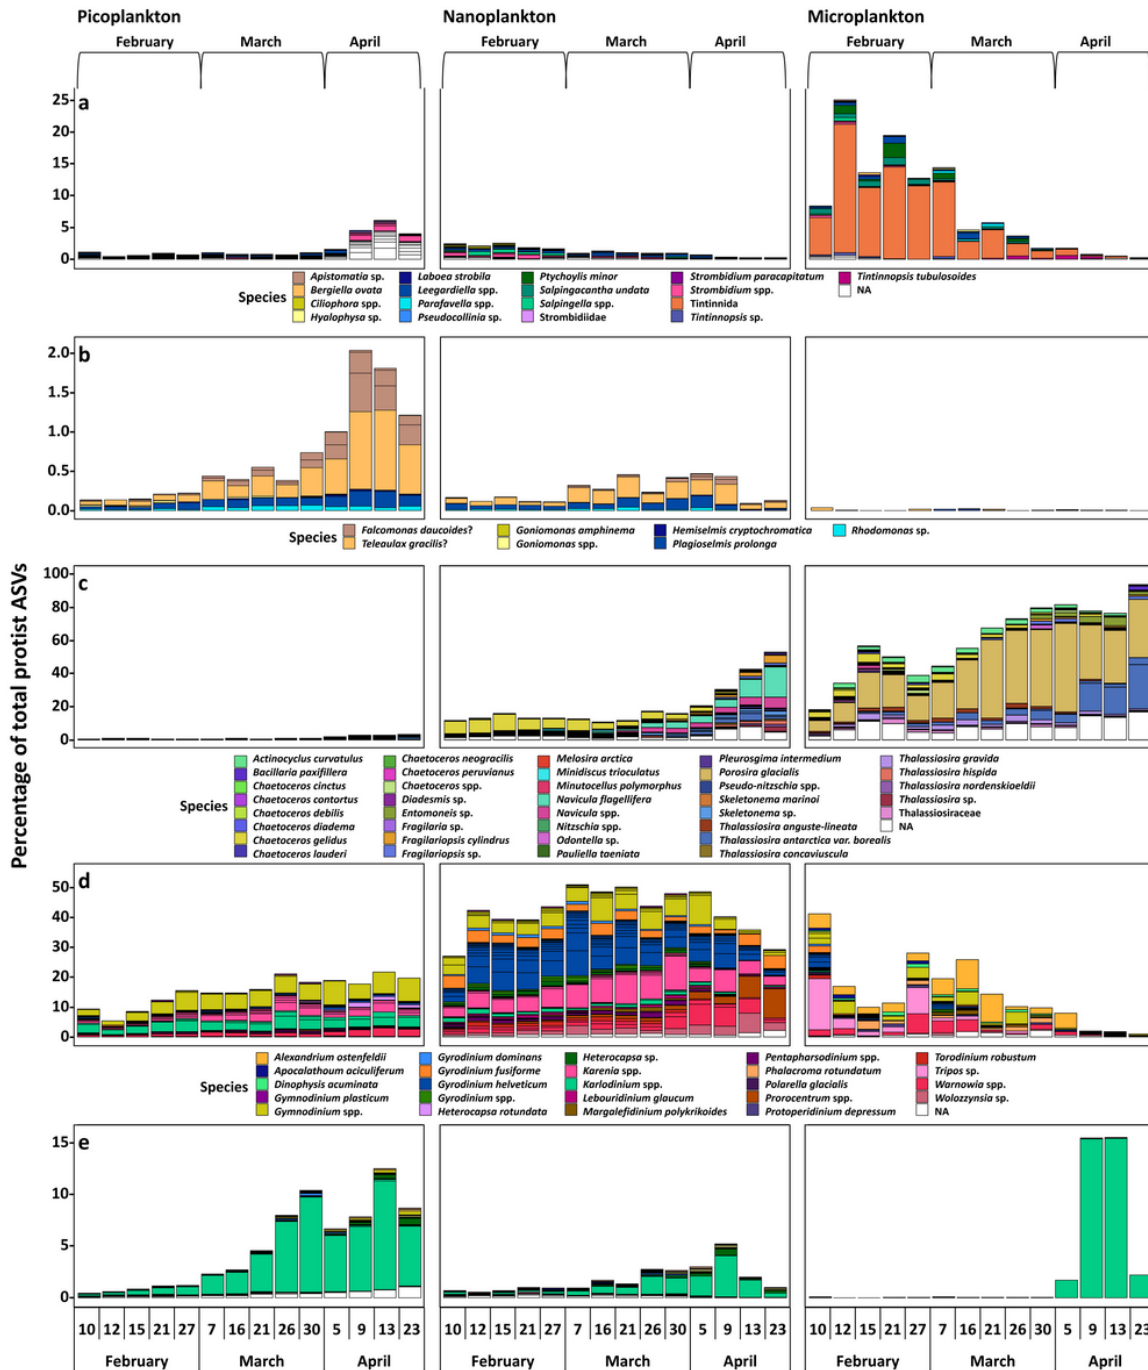 Picoplankton Nanoplankton Microplankton
February March April February March April February March April
a
25
20
15
10
5
0
Species
Apistomatia sp. Laboea strobila Ptychoylis minor Strombidium paracapitatum Tintinnopsis tubulosoides
Bergiella ovata Leegardiella spp. Salpingacantha undata Strombidium spp. NA
Ciliophora spp. Parafavella spp. Salpingella spp. Tintinnida
Hyalophysa sp. Pseudocollinia sp. Strombidiidae Tintinnopsis sp.
b
2.0
1.5
1.0
0.5
0.0
Species
Falcomonas daucoides? Goniomonas amphinema Hemiselmis cryptochromatica Rhodomonas sp.
Teleaulax gracilis? Goniomonas spp. Plagioselmis prolonga
Percentage of total protist ASVs
c
100
80
60
40
20
0
Species
Actinocyclus curvatulus Chaetoceros neogracilis Melosira arctica Pleurosigma intermedium Thalassiosira gravida
Bacillaria paxifillera Chaetoceros peruvianus Minidiscus trioculatus Porosira glacialis Thalassiosira hispida
Chaetoceros cinctus Chaetoceros spp. Minutocellus polymorphus Pseudo-nitzschia spp. Thalassiosira nordenskioeldii
Chaetoceros contortus Diadesmis sp. Navicula flagellifera Skeletonema marinoi Thalassiosira sp.
Chaetoceros debilis Entomoneis sp. Navicula spp. Skeletonema sp. Thalassiosiraceae
Chaetoceros diadema Fragilaria sp. Nitzschia spp. Thalassiosira anguste-lineata NA
Chaetoceros gelidus Fragilariopsis cylindrus Odontella sp. Thalassiosira antarctica var. borealis
Chaetoceros lauderi Fragilariopsis sp. Pauliella taeniata Thalassiosira concaviuscula
d
50
40
30
20
10
0
Species
Alexandrium ostenfeldii Gyrodinium dominans Heterocapsa sp. Pentapharsodinium spp. Torodinium robustum
Apocalathoum aciculiferum Gyrodinium fusiforme Karenia spp. Phalacroma rotundatum Tripos sp.
Dinophysis acuminata Gyrodinium helveticum Karlodinium spp. Polarella glacialis Warnowia spp.
Gymnodinium plasticum Gyrodinium spp. Lebouridinium glaucum Prorocentrum spp. Wolozzynsia sp.
Gymnodinium spp. Heterocapsa rotundata Margalefidinium polykrikoides Protoperidinium depressum NA
e
15
10
5
0
10 12 15 21 27 7 16 21 26 30 5 9 13 23 10 12 15 21 27 7 16 21 26 30 5 9 13 23 10 12 15 21 27 7 16 21 26 30 5 9 13 23
February March April February March April February March April